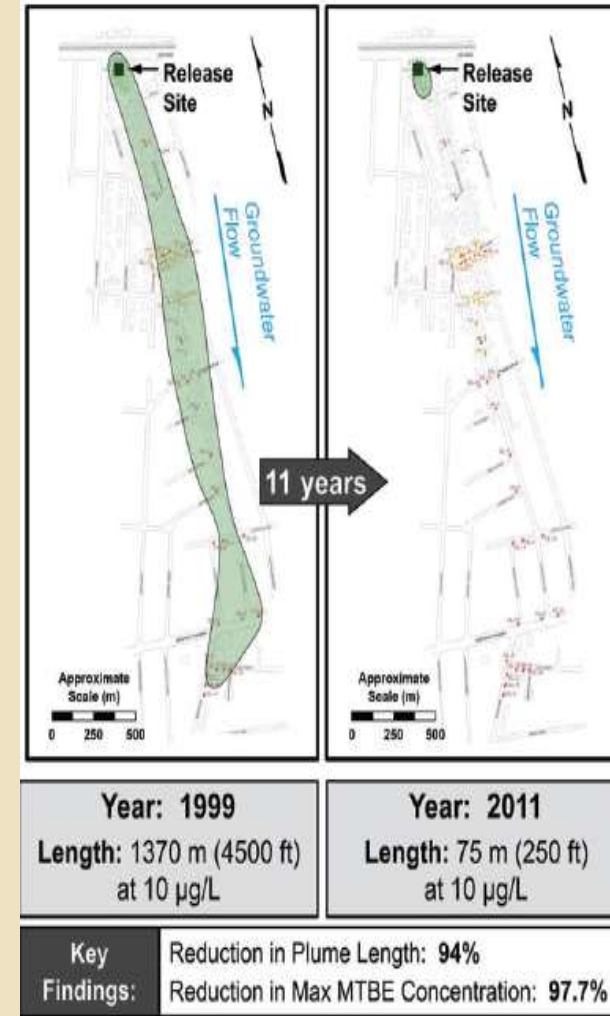 Release
Site
N
Groundwater
Flow
Approximate
Scale (m)
0 250 500
11 years
Release
Site
N
Groundwater
Flow
Approximate
Scale (m)
0 250 500
Year: 1999
Length: 1370 m (4500 ft)
at 10 µg/L
Year: 2011
Length: 75 m (250 ft)
at 10 µg/L
Key
Findings:
Reduction in Plume Length: 94%
Reduction in Max MTBE Concentration: 97.7%